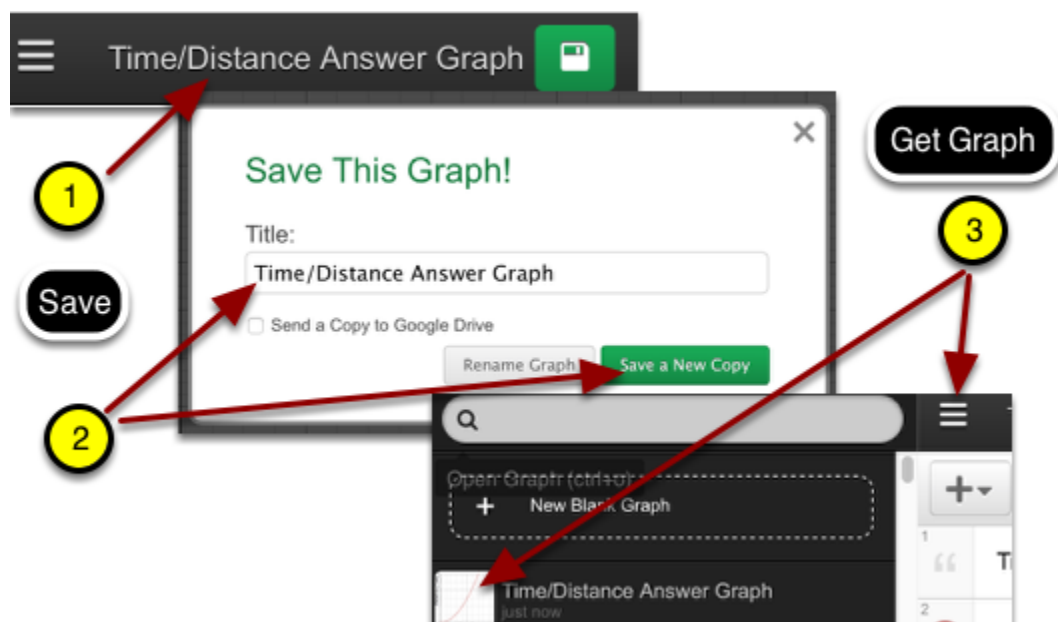 Time/Distance Answer Graph
Get Graph
Save This Graph!
1
3
Title:
Time/Distance Answer Graph
Save
Send a Copy to Google Drive
Rename Graph
Save a New Copy
2
Open Graph (ctrl+o)
New Blank Graph
1
Time/Distance Answer Graph
just now
2